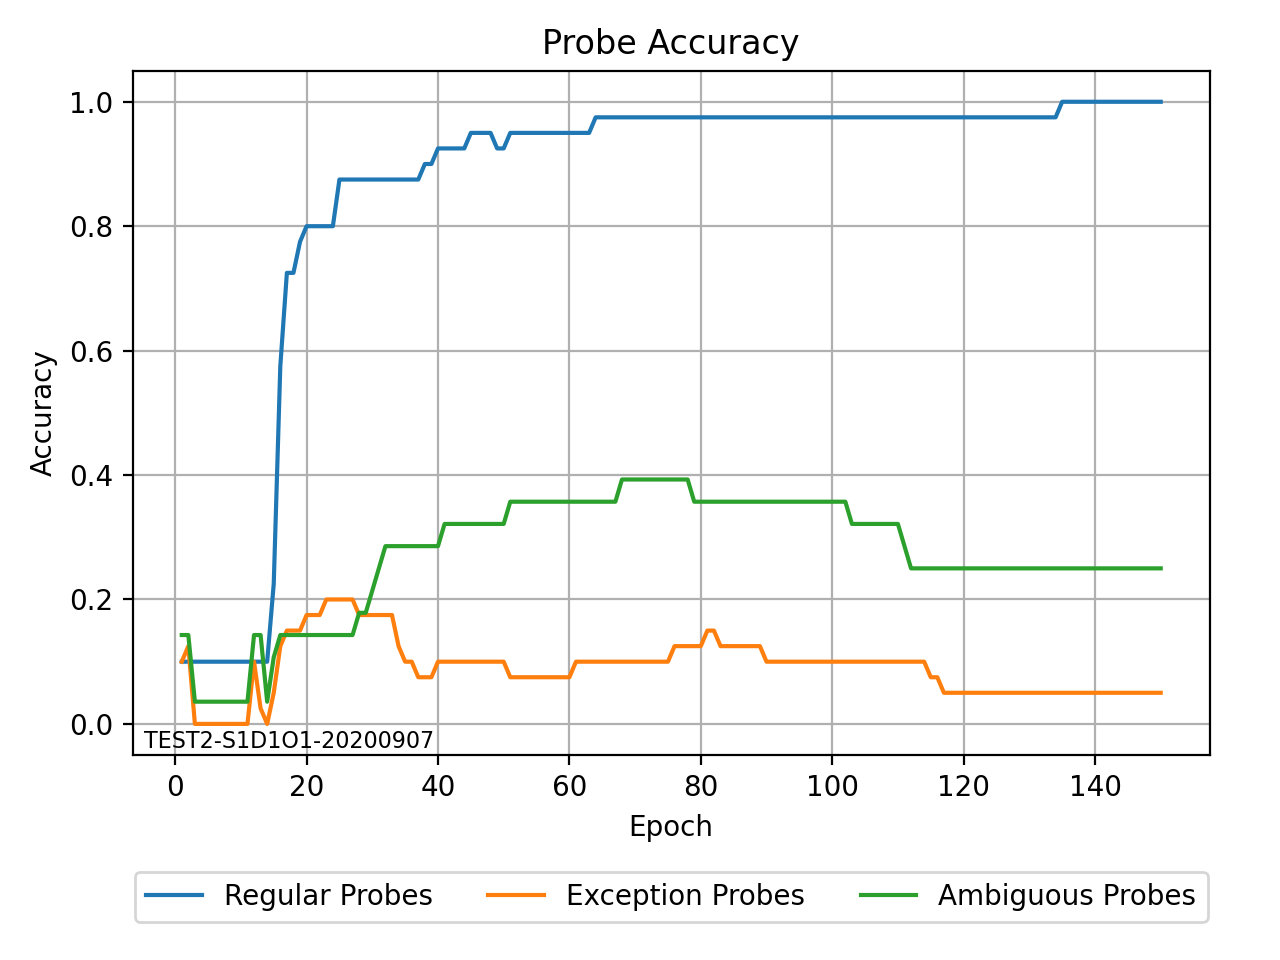 Probe Accuracy
Accuracy
1.0
0.8
0.6
0.4
0.2
0.0
TEST2-S1D1O1-20200907
0 20 40 60 80 100 120 140
Epoch
Regular Probes Exception Probes Ambiguous Probes